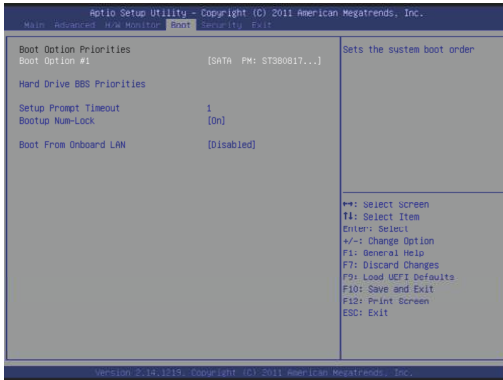 Aptio Setup Utility – Copyright (C) 2011 American Megatrends, Inc.
Main Advanced H/W Monitor Boot Security Exit
Boot Option Priorities
Boot Option #1 [SATA PM: ST380817...]
Hard Drive BBS Priorities
Setup Prompt Timeout 1
Bootup Num-Lock [On]
Boot From Onboard LAN [Disabled]
Sets the system boot order
↔: Select Screen
↑↓: Select Item
Enter: Select
+/-: Change Option
F1: General Help
F7: Discard Changes
F9: Load UEFI Defaults
F10: Save and Exit
F12: Print Screen
ESC: Exit
Version 2.14.1219. Copyright (C) 2011 American Megatrends, Inc.